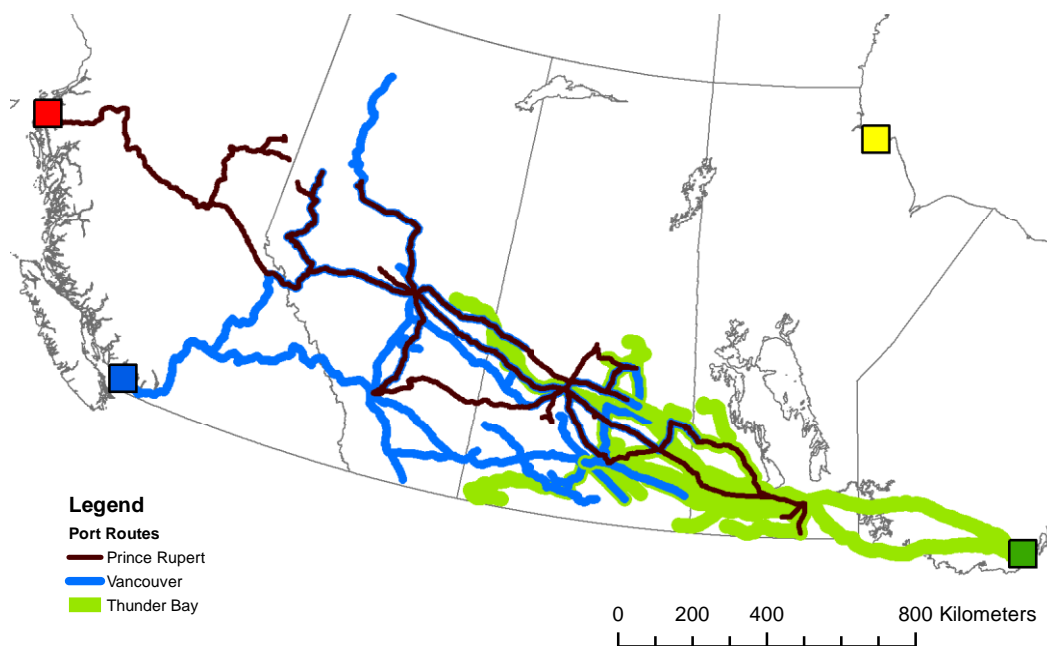 Legend
Port Routes
Prince Rupert
Vancouver
Thunder Bay
0 200 400 800 Kilometers